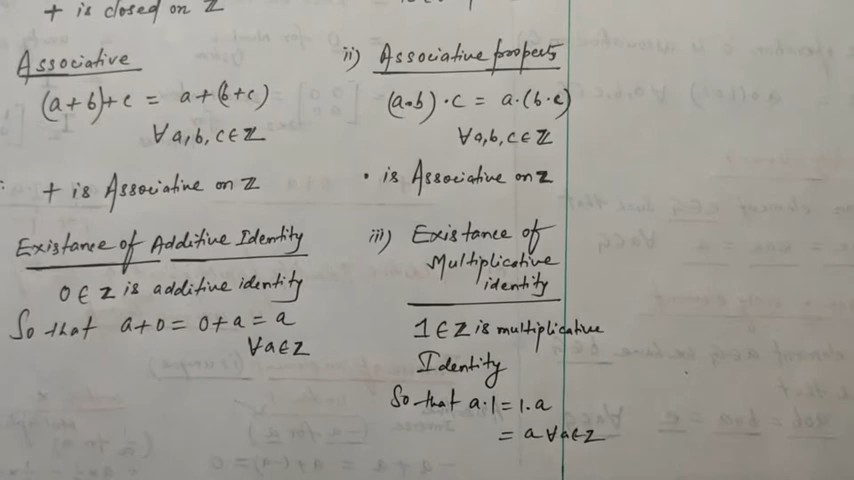 + is closed on Z
Associative
(a+b)+c = a+(b+c)
∀a,b,c∈Z
+ is Associative on Z
Existance of Additive Identity
0∈Z is additive identity
So that a+0=0+a=a
∀a∈Z
ii) Associative property
(a.b).c = a.(b.c)
∀a,b,c∈Z
. is Associative on Z
iii) Existance of
Multiplicative
identity
1∈Z is multiplicative
Identity
So that a.1=1.a
= a ∀a∈Z